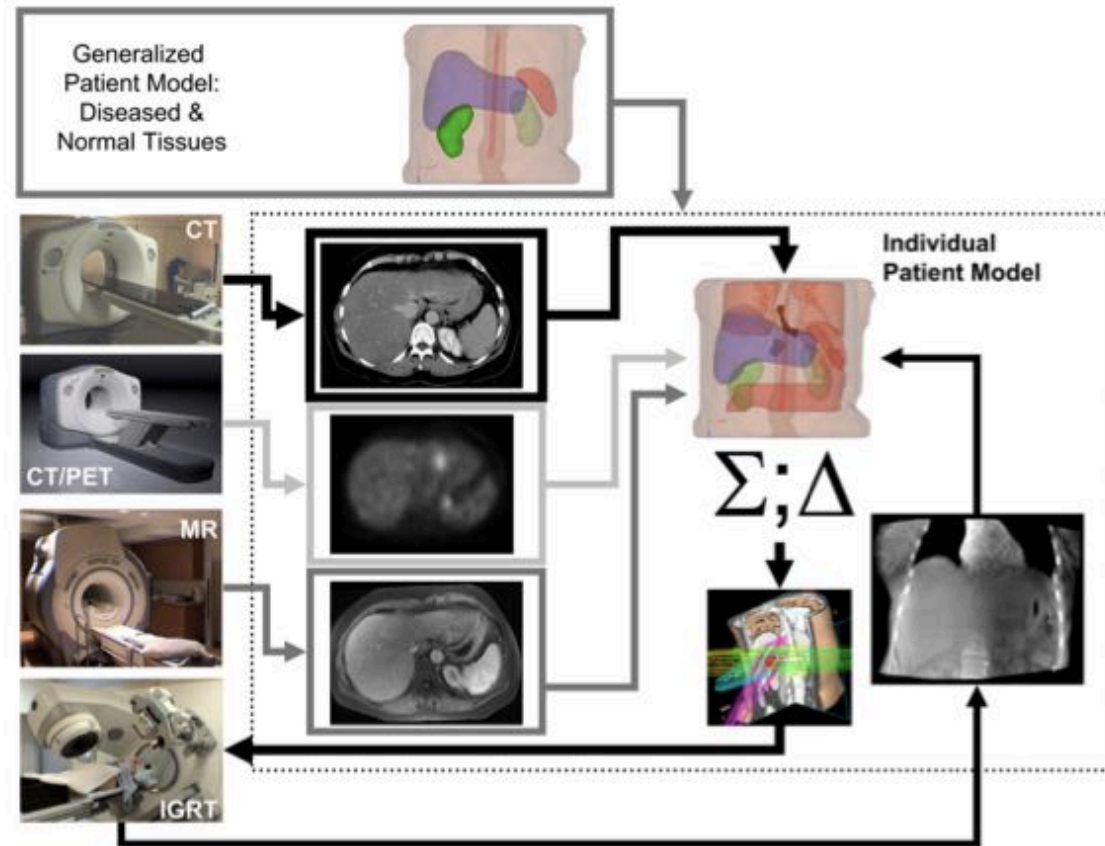 Generalized
Patient Model:
Diseased &
Normal Tissues
CT
Individual
Patient Model
CT/PET
Σ;Δ
MR
IGRT